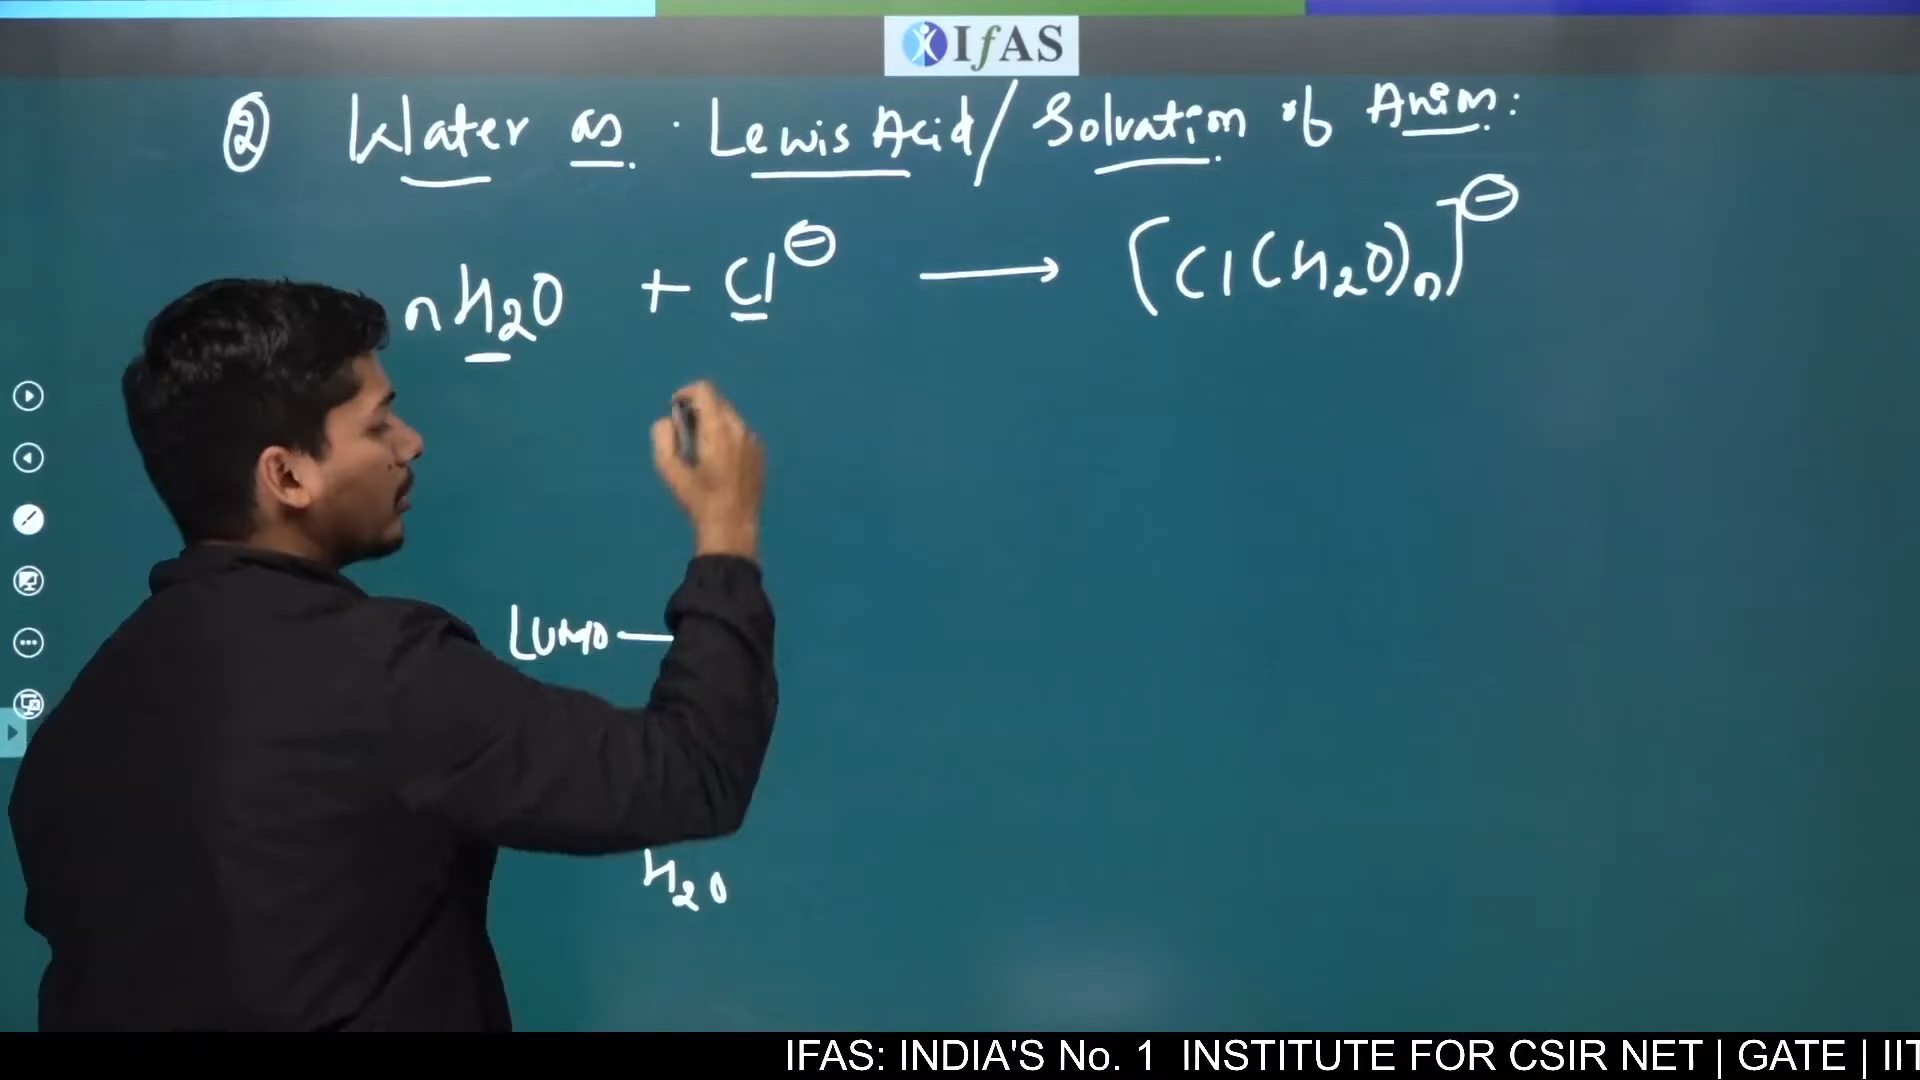 IfAS
② Water as Lewis Acid/Solvation of Anion:
nH₂O + Cl⊖ ⟶ [Cl(H₂O)ₙ]⊖
LUMO —
H₂O
IFAS: INDIA'S No. 1 INSTITUTE FOR CSIR NET | GATE | IIT